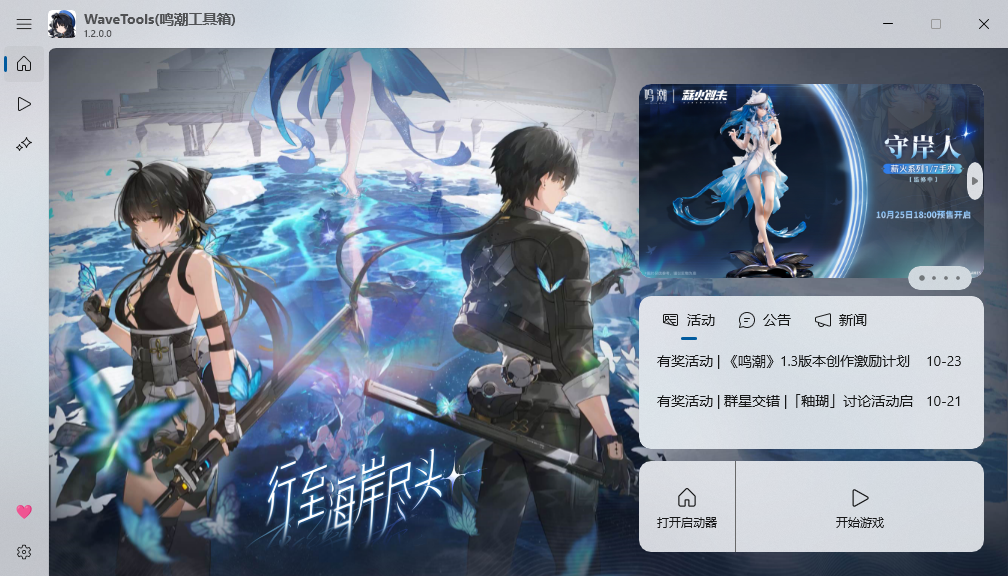 WaveTools(鸣潮工具箱)
1.2.0.0
鸣潮 | 薪火创夫
守岸人
薪火系列1/7手办
【监修中】
10月25日18:00预售开启
活动 公告 新闻
有奖活动 | 《鸣潮》1.3版本创作激励计划 10-23
有奖活动 | 群星交错 | 「釉瑚」讨论活动启 10-21
行至海岸尽头
打开启动器 开始游戏